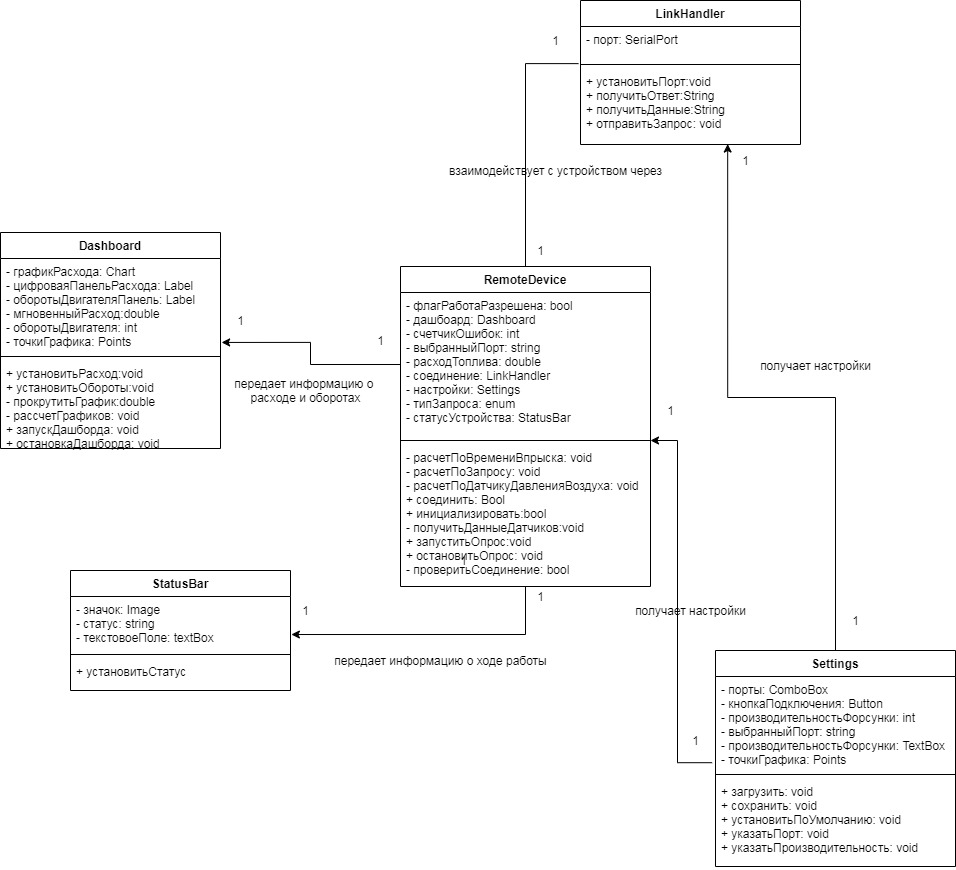 LinkHandler
- порт: SerialPort
+ установитьПорт:void
+ получитьОтвет:String
+ получитьДанные:String
+ отправитьЗапрос: void
1
1
взаимодействует с устройством через
1
Dashboard
- графикРасхода: Chart
- цифроваяПанельРасхода: Label
- оборотыДвигателяПанель: Label
- мгновенныйРасход:double
- оборотыДвигателя: int
- точкиГрафика: Points
+ установитьРасход:void
+ установитьОбороты:void
- прокрутитьГрафик:double
- рассчетГрафиков: void
+ запускДашборда: void
+ остановкаДашборда: void
1
1
передает информацию о
расходе и оборотах
RemoteDevice
- флагРаботаРазрешена: bool
- дашбоард: Dashboard
- счетчикОшибок: int
- выбранныйПорт: string
- расходТоплива: double
- соединение: LinkHandler
- настройки: Settings
- типЗапроса: enum
- статусУстройства: StatusBar
- расчетПоВремениВпрыска: void
- расчетПоЗапросу: void
- расчетПоДатчикуДавленияВоздуха: void
+ соединить: Bool
+ инициализировать:bool
- получитьДанныеДатчиков:void
+ запуститьОпрос:void
+ остановитьОпрос: void
- проверитьСоединение: bool
получает настройки
1
StatusBar
- значок: Image
- статус: string
- текстовоеПоле: textBox
+ установитьСтатус
1
1
передает информацию о ходе работы
получает настройки
1
1
Settings
- порты: ComboBox
- кнопкаПодключения: Button
- производительностьФорсунки: int
- выбранныйПорт: string
- производительностьФорсунки: TextBox
- точкиГрафика: Points
+ загрузить: void
+ сохранить: void
+ установитьПоУмолчанию: void
+ указатьПорт: void
+ указатьПроизводительность: void